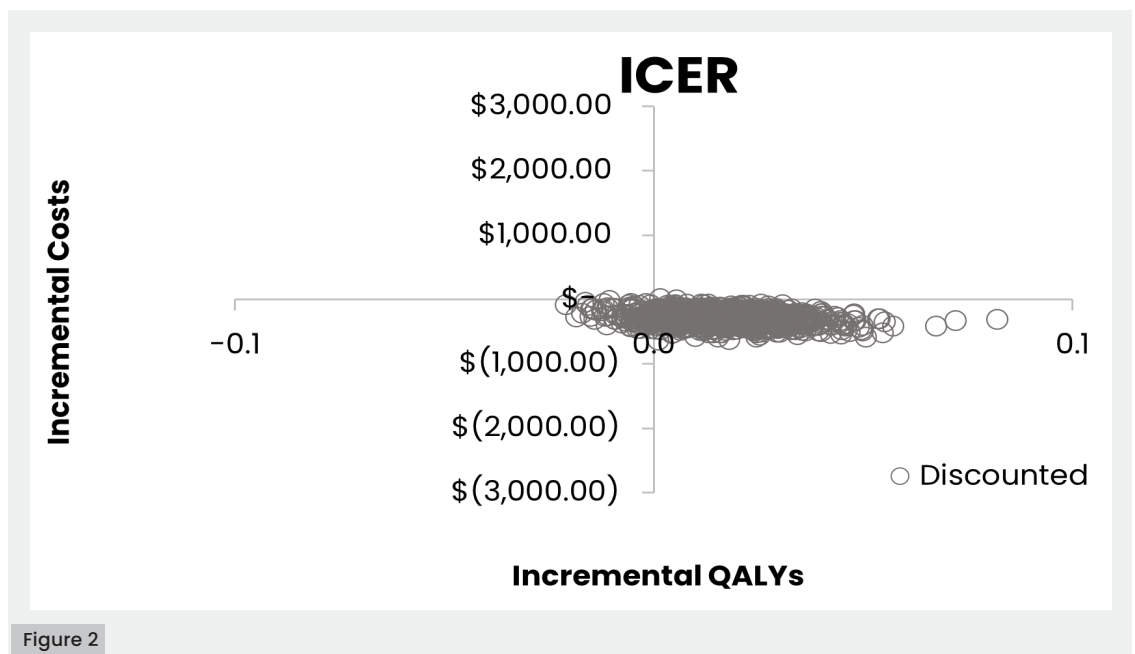 ICER
$3,000.00
$2,000.00
$1,000.00
$-
-0.1
0.0
0.1
$(1,000.00)
$(2,000.00)
$(3,000.00)
Incremental Costs
Discounted
Incremental QALYs
Figure 2